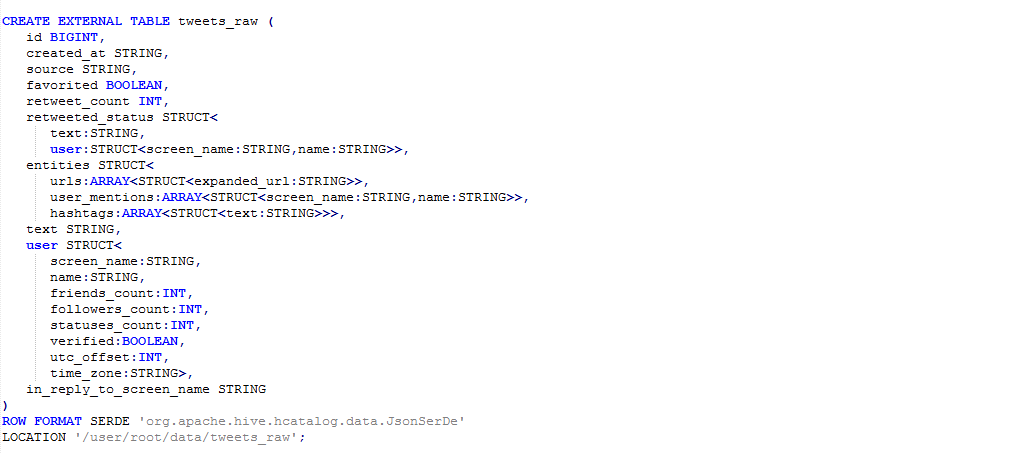 CREATE EXTERNAL TABLE tweets_raw (
id BIGINT,
created_at STRING,
source STRING,
favorited BOOLEAN,
retweet_count INT,
retweeted_status STRUCT<
text:STRING,
user:STRUCT<screen_name:STRING,name:STRING>>,
entities STRUCT<
urls:ARRAY<STRUCT<expanded_url:STRING>>,
user_mentions:ARRAY<STRUCT<screen_name:STRING,name:STRING>>,
hashtags:ARRAY<STRUCT<text:STRING>>>,
text STRING,
user STRUCT<
screen_name:STRING,
name:STRING,
friends_count:INT,
followers_count:INT,
statuses_count:INT,
verified:BOOLEAN,
utc_offset:INT,
time_zone:STRING>,
in_reply_to_screen_name STRING
)
ROW FORMAT SERDE 'org.apache.hive.hcatalog.data.JsonSerDe'
LOCATION '/user/root/data/tweets_raw';